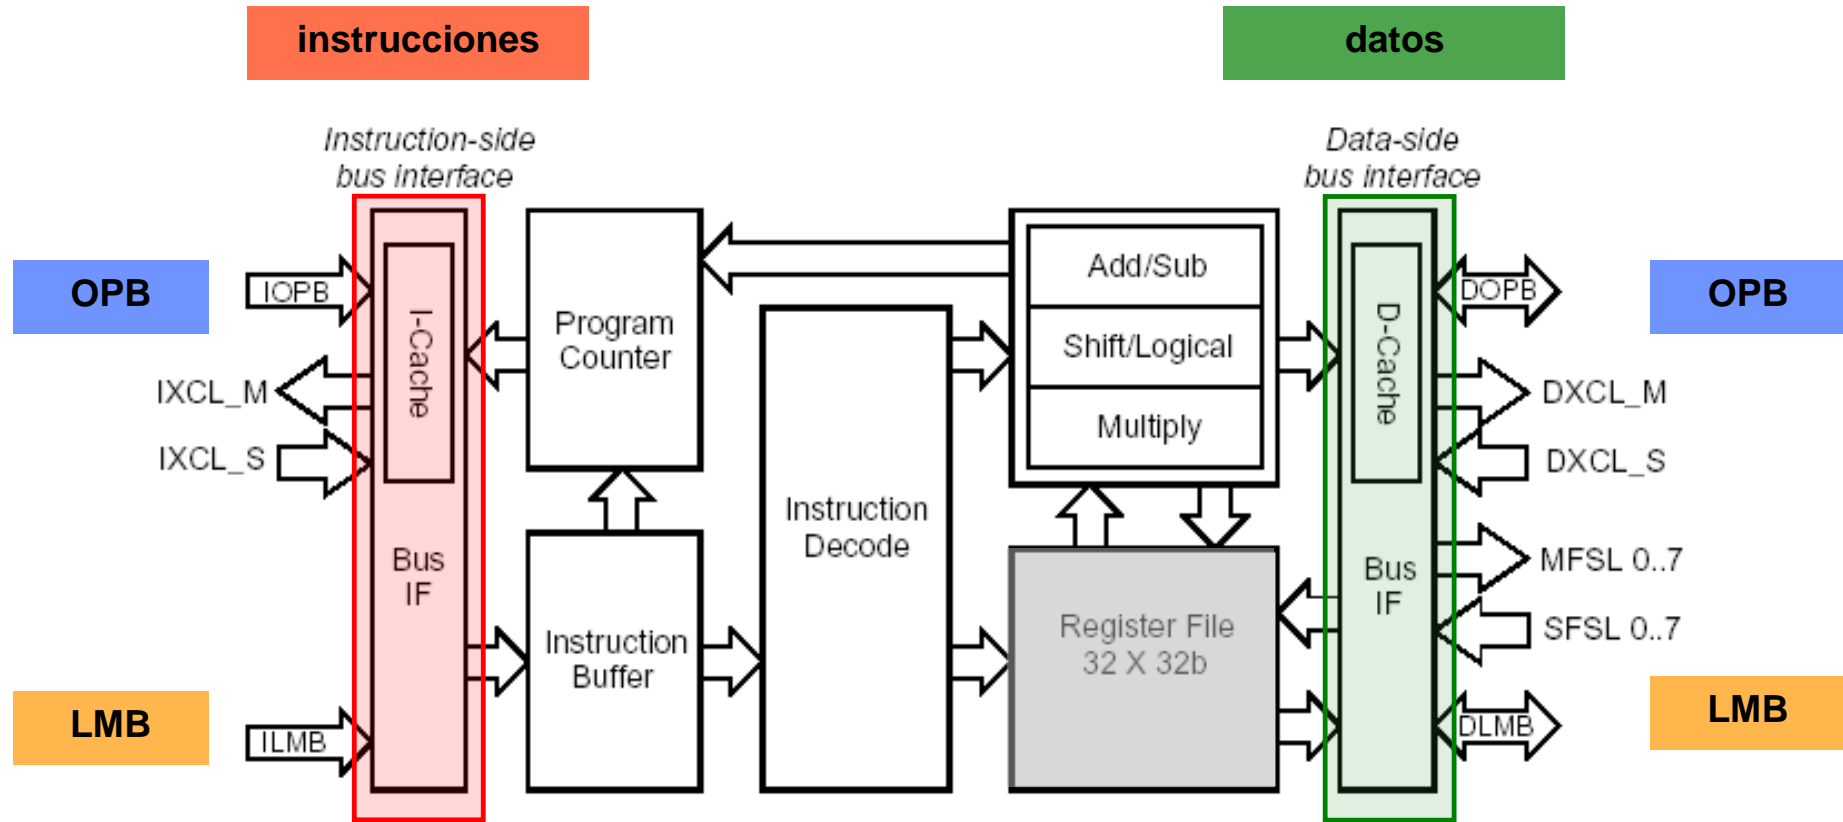 instrucciones
datos
Instruction-side
bus interface
Data-side
bus interface
OPB
IOPB
I-Cache
IXCL_M
IXCL_S
Bus
IF
LMB
ILMB
Program
Counter
Instruction
Buffer
Instruction
Decode
Add/Sub
Shift/Logical
Multiply
Register File
32 X 32b
D-Cache
Bus
IF
DOPB
OPB
DXCL_M
DXCL_S
MFSL 0..7
SFSL 0..7
DLMB
LMB